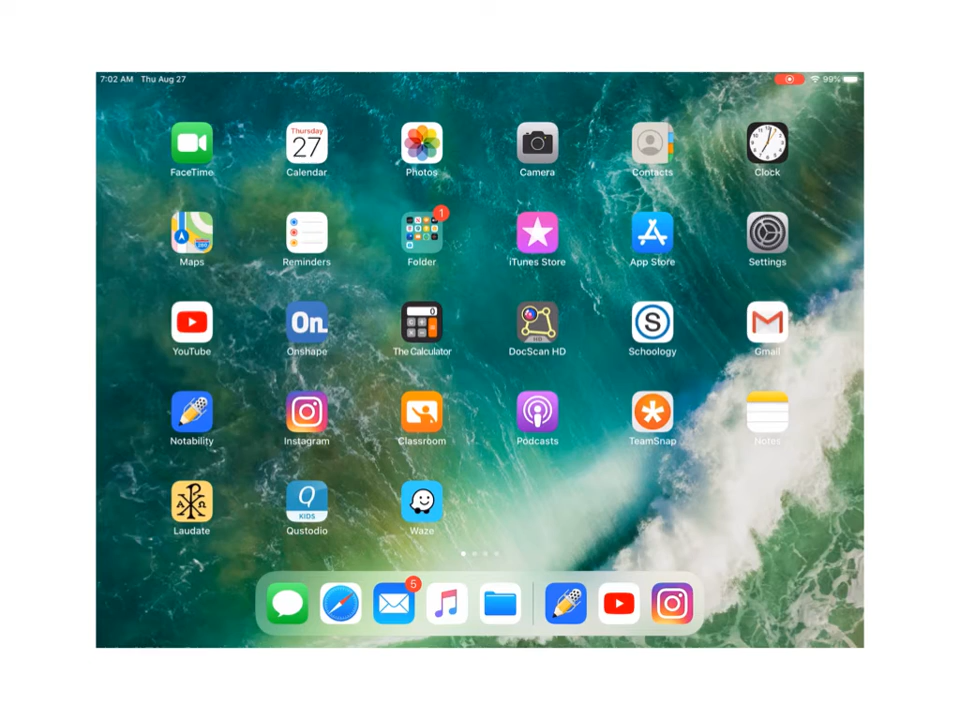 7:02 AM Thu Aug 27
99%
Thursday
27
FaceTime Calendar Photos Camera Contacts Clock
280
1
Maps Reminders Folder iTunes Store App Store Settings
On
0
HD
S
YouTube Onshape The Calculator DocScan HD Schoology Gmail
Notability Instagram Classroom Podcasts TeamSnap Notes
Α Ω
Q
KIDS
Laudate Qustodio Waze
5